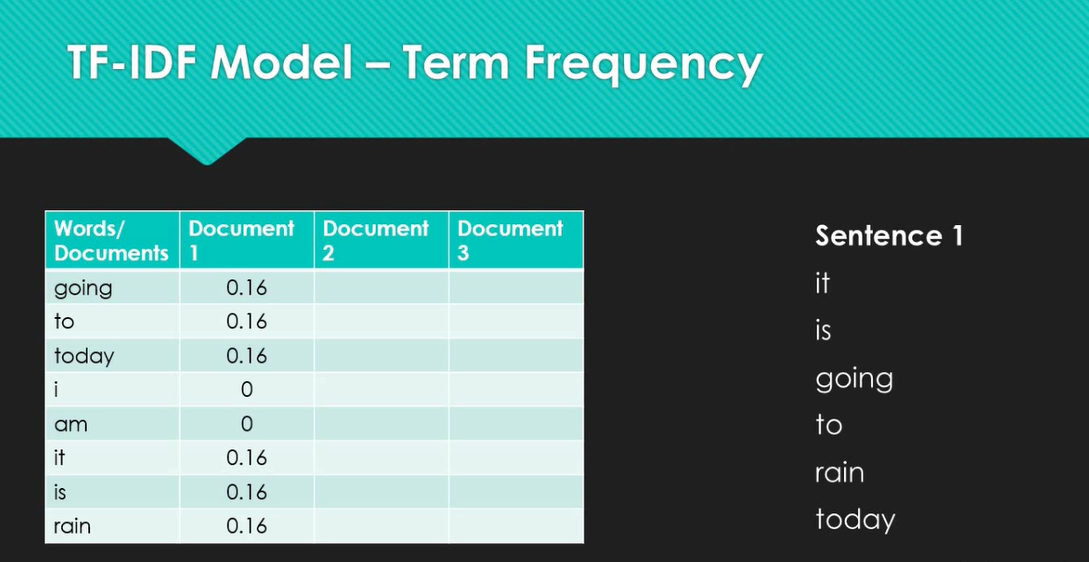 TF-IDF Model – Term Frequency
Words/ Document Document Document
Documents 1 2 3
going 0.16
to 0.16
today 0.16
i 0
am 0
it 0.16
is 0.16
rain 0.16
Sentence 1
it
is
going
to
rain
today